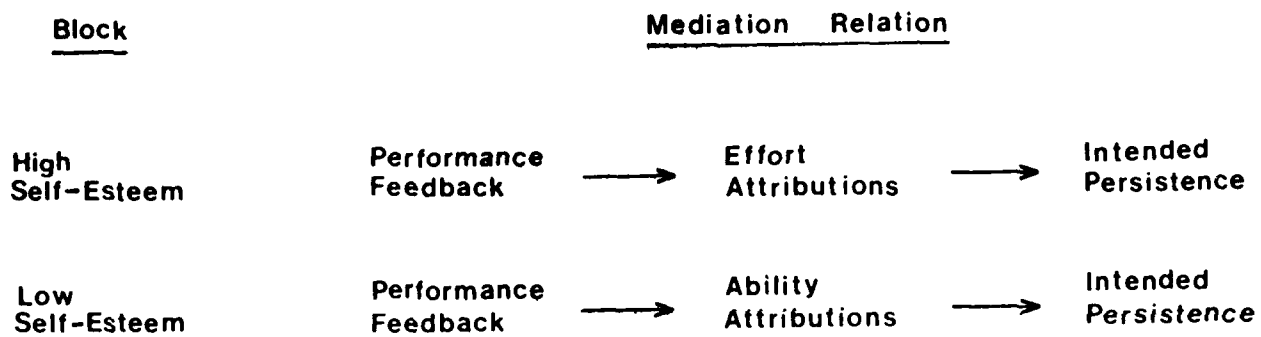 Block Mediation Relation
High Performance Effort Intended
Self-Esteem Feedback Attributions Persistence
Low Performance Ability Intended
Self-Esteem Feedback Attributions Persistence